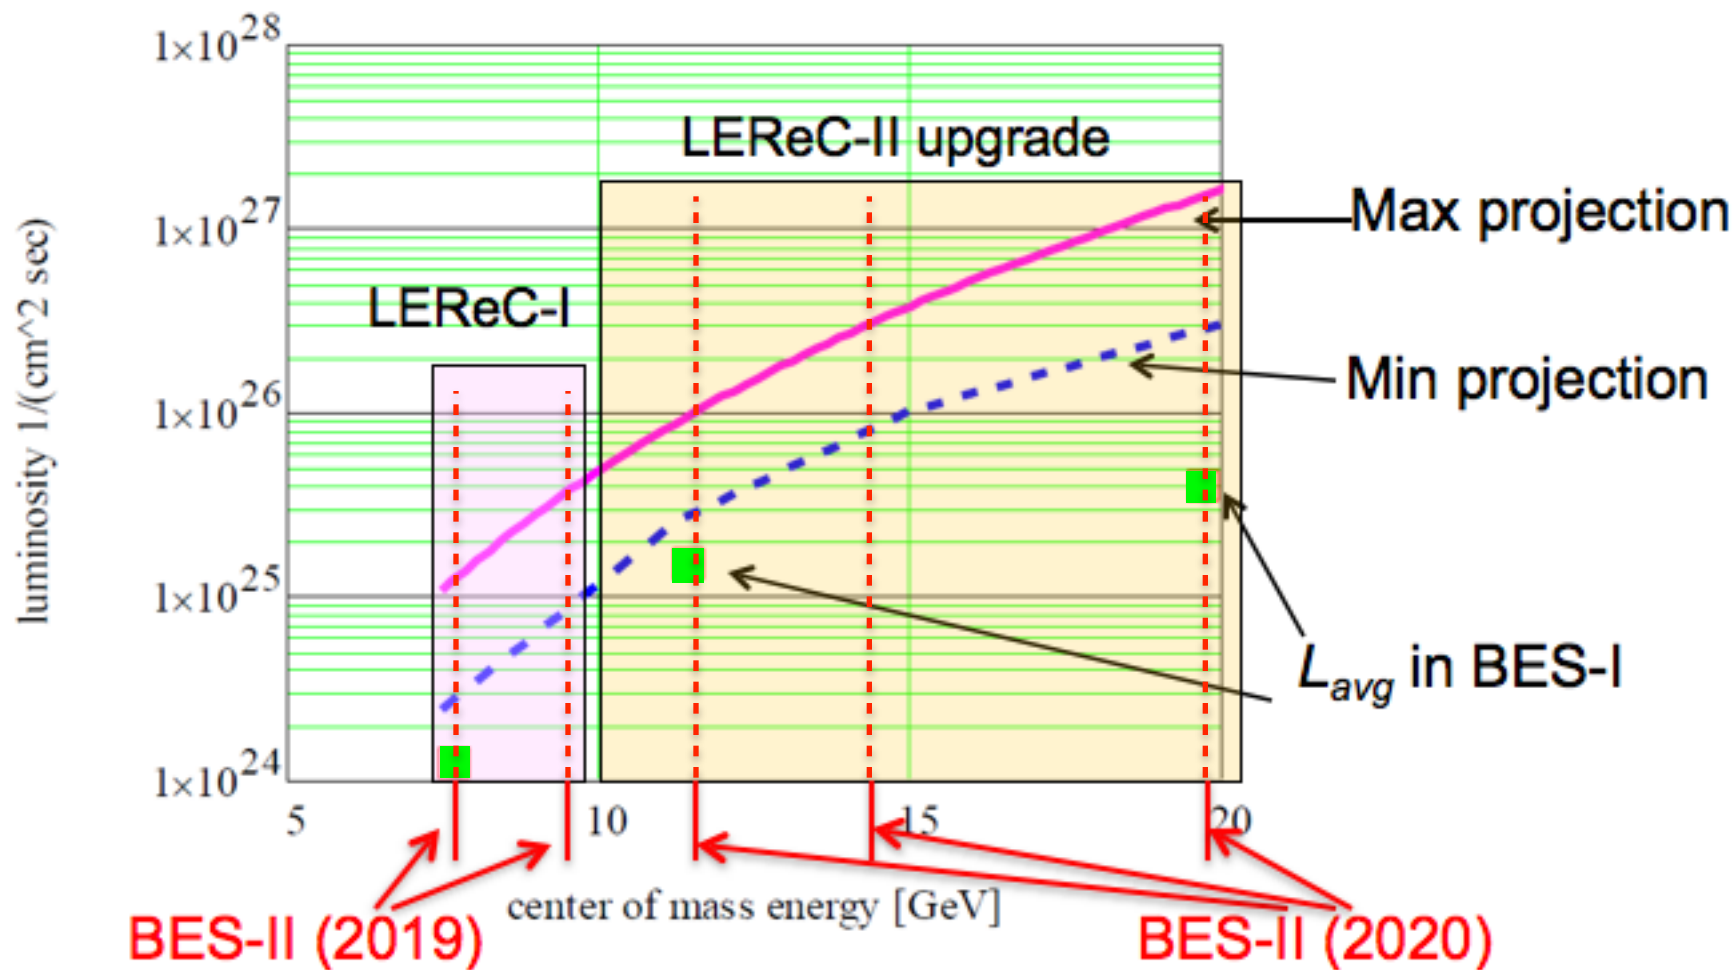 1×10^28
LEReC-II upgrade
1×10^27
Max projection
LEReC-I
Min projection
1×10^26
luminosity 1/(cm^2 sec)
1×10^25
L_avg in BES-I
1×10^24
5 10 15 20
center of mass energy [GeV]
BES-II (2019)
BES-II (2020)